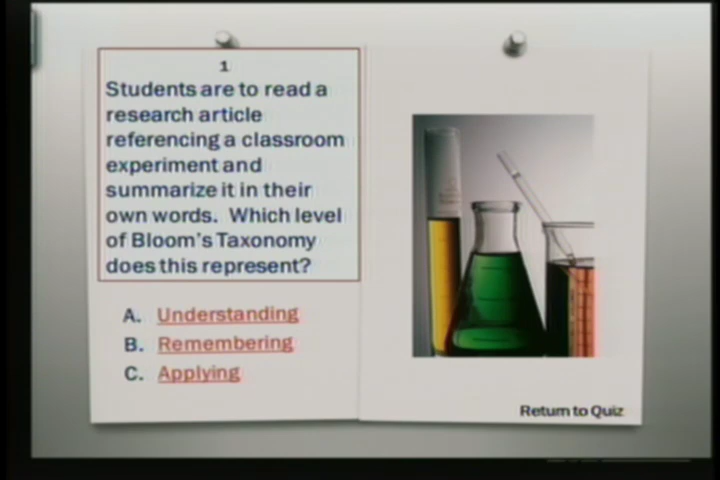 1
Students are to read a
research article
referencing a classroom
experiment and
summarize it in their
own words. Which level
of Bloom's Taxonomy
does this represent?
A. Understanding
B. Remembering
C. Applying
Return to Quiz